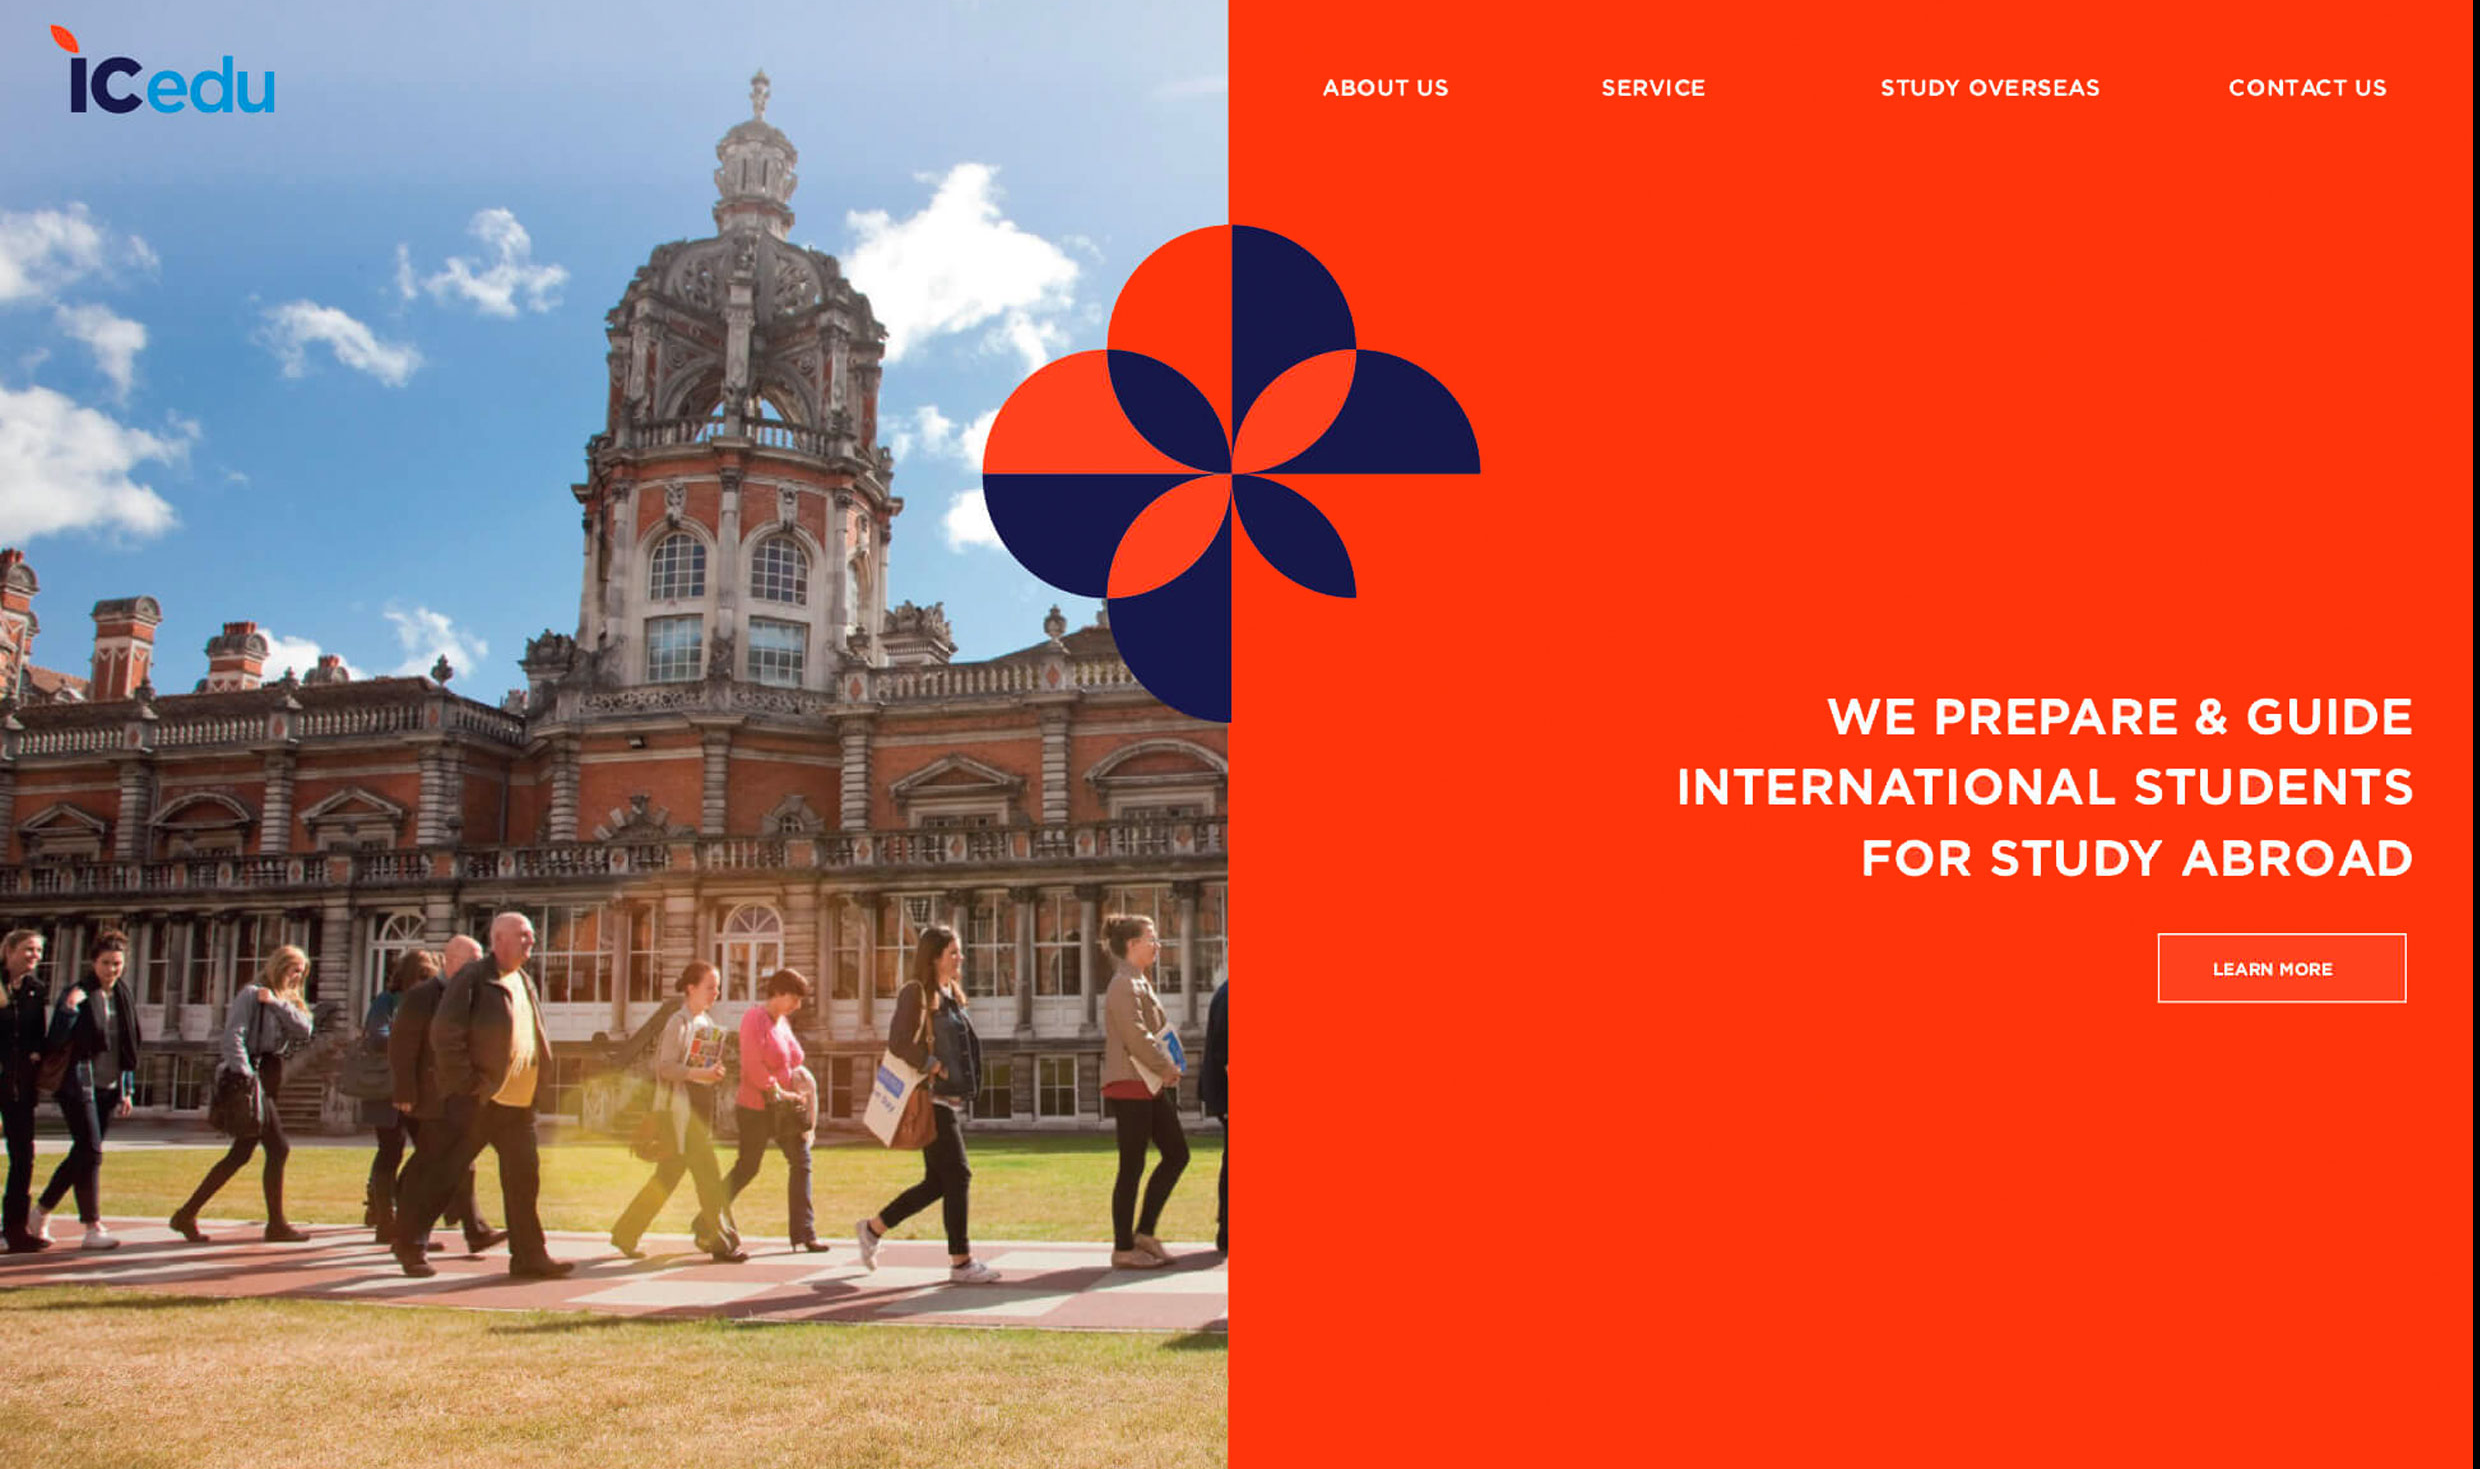 icedu
ABOUT US
SERVICE
STUDY OVERSEAS
CONTACT US
WE PREPARE & GUIDE
INTERNATIONAL STUDENTS
FOR STUDY ABROAD
LEARN MORE